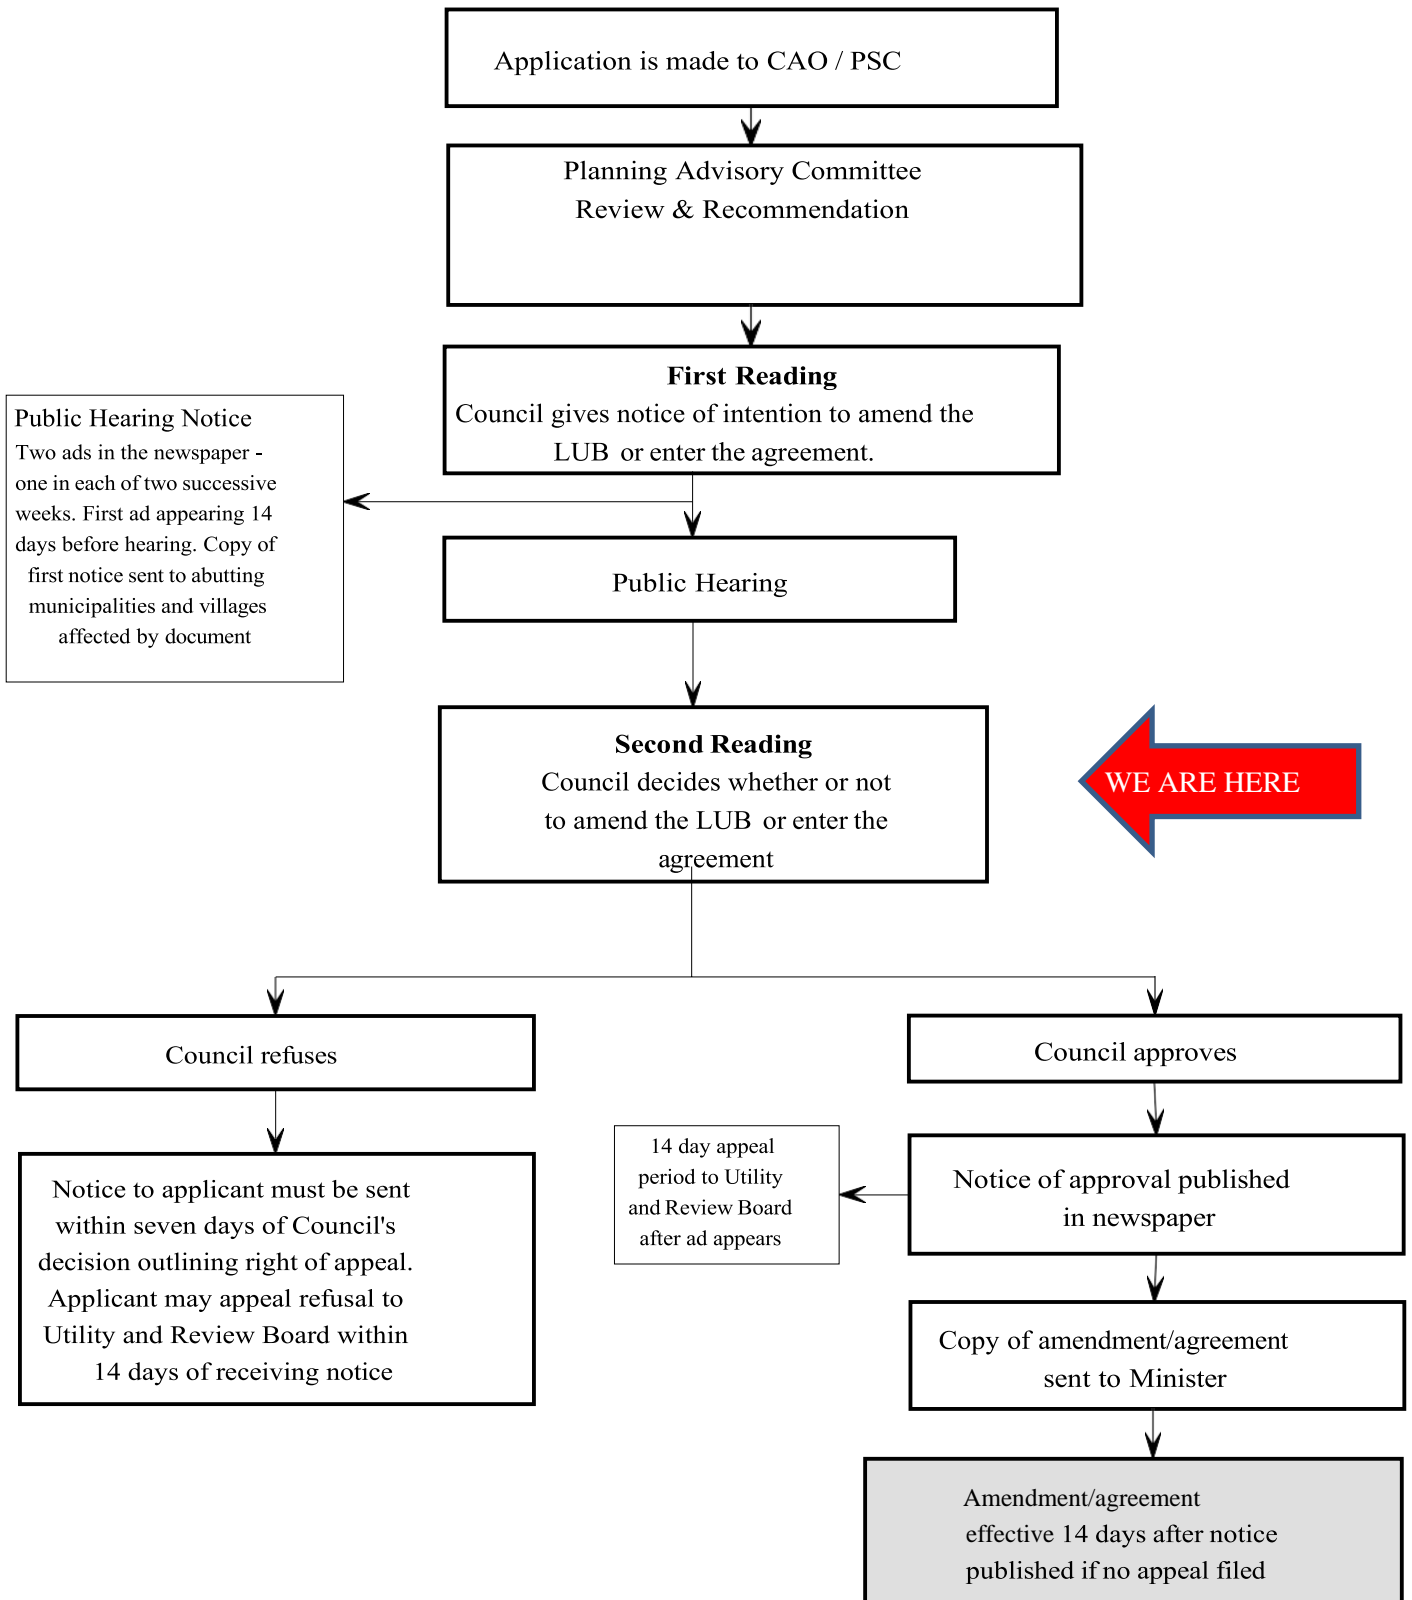 Application is made to CAO / PSC
Planning Advisory Committee
Review & Recommendation
First Reading
Council gives notice of intention to amend the
LUB or enter the agreement.
Public Hearing Notice
Two ads in the newspaper -
one in each of two successive
weeks. First ad appearing 14
days before hearing. Copy of
first notice sent to abutting
municipalities and villages
affected by document
Public Hearing
Second Reading
Council decides whether or not
to amend the LUB or enter the
agreement
WE ARE HERE
Council refuses
Notice to applicant must be sent
within seven days of Council's
decision outlining right of appeal.
Applicant may appeal refusal to
Utility and Review Board within
14 days of receiving notice
Council approves
Notice of approval published
in newspaper
14 day appeal
period to Utility
and Review Board
after ad appears
Copy of amendment/agreement
sent to Minister
Amendment/agreement
effective 14 days after notice
published if no appeal filed